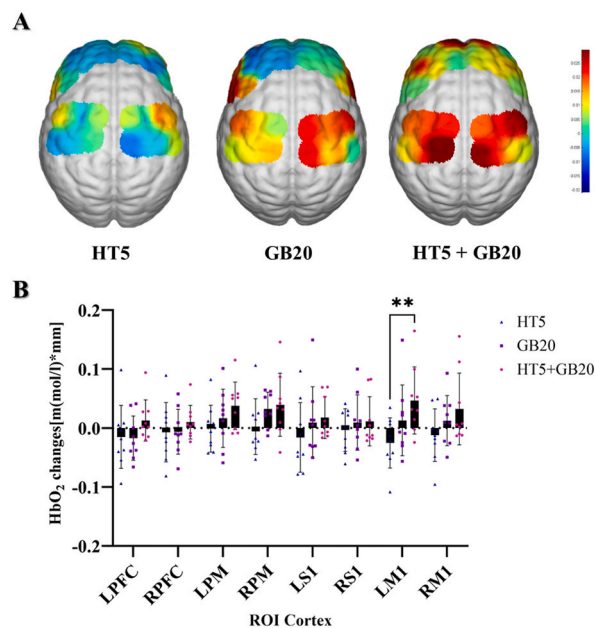 A
HT5
GB20
HT5 + GB20
B
HbO₂ changes[m(mol/l)*mm]
0.2
0.1
0.0
-0.1
-0.2
**
HT5
GB20
HT5+GB20
LPFC
RPFC
LPM
RPM
LS1
RS1
LM1
RM1
ROI Cortex